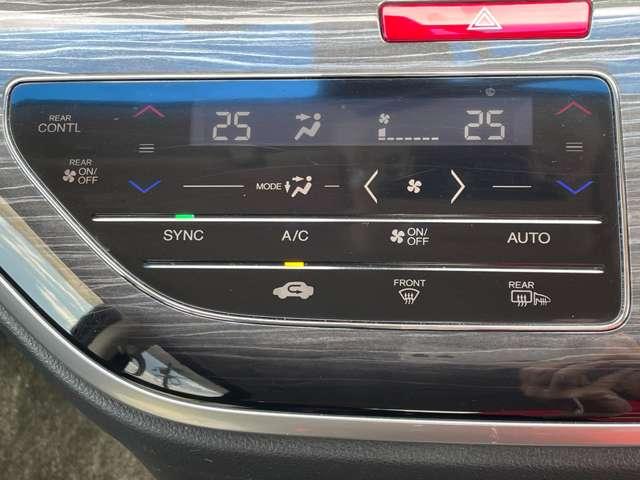 REAR
CONTL
25
25
REAR
ON/
OFF
MODE
SYNC
A/C
ON/
OFF
AUTO
FRONT
REAR